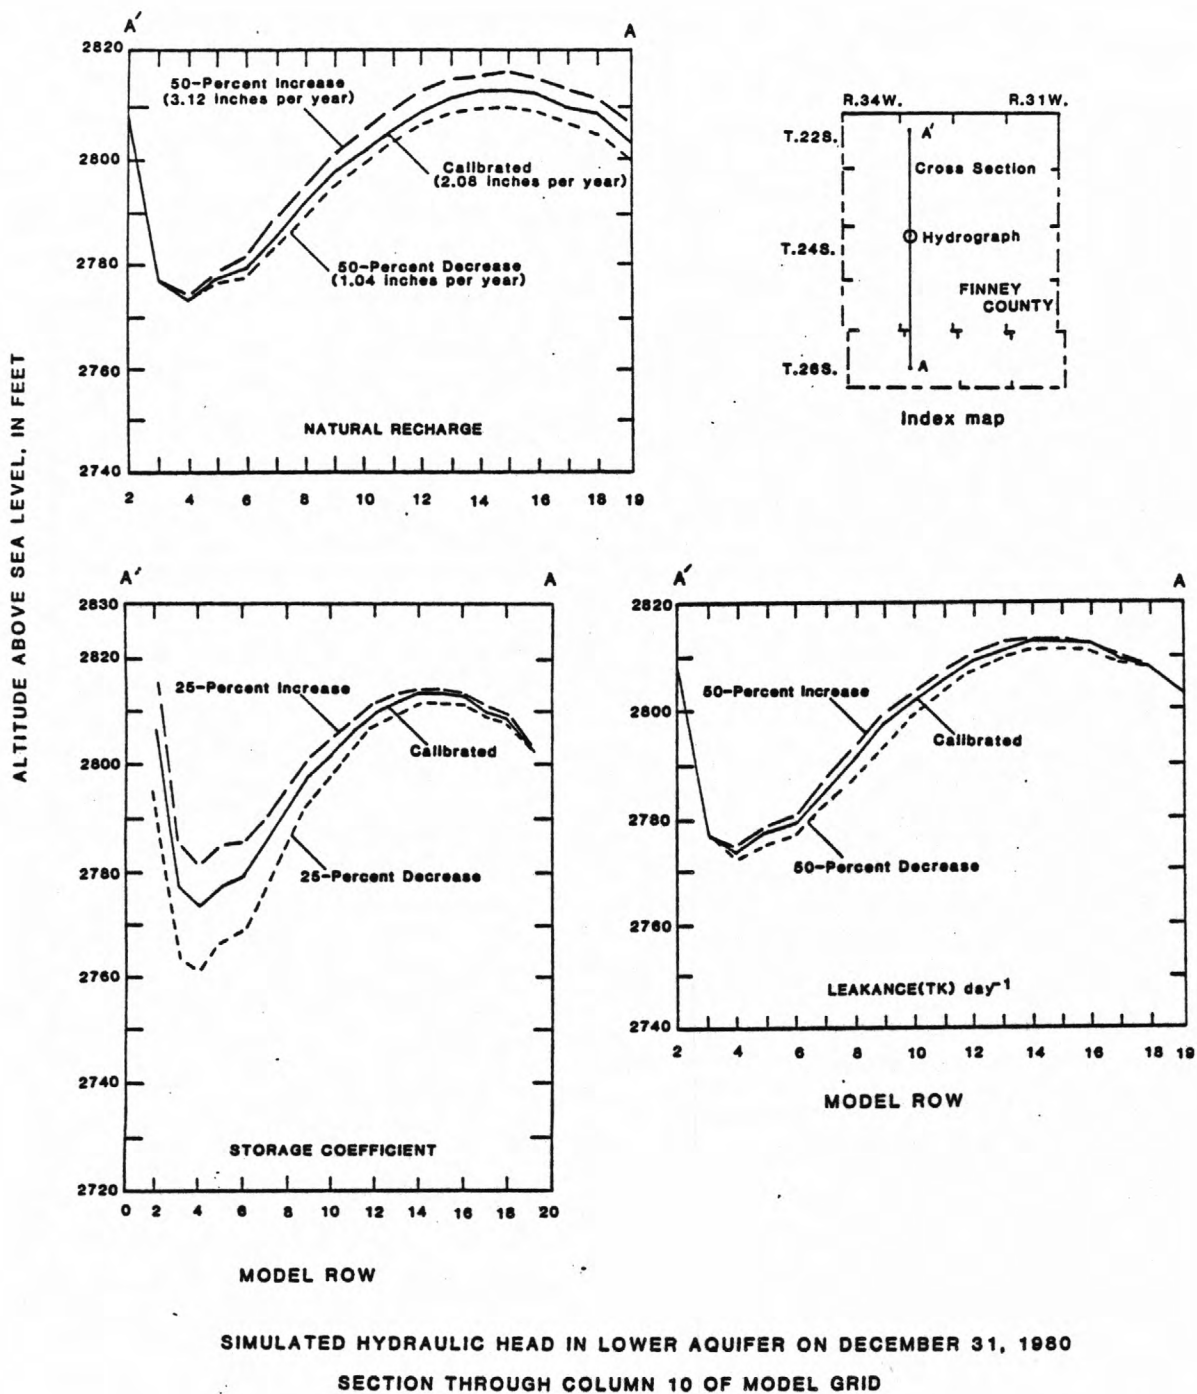 A′ A
2820
2800
2780
2760
2740
2 4 6 8 10 12 14 16 18 19
50-Percent Increase
(3.12 inches per year)
Calibrated
(2.08 inches per year)
50-Percent Decrease
(1.04 inches per year)
NATURAL RECHARGE
R.34W. R.31W.
T.22S.
T.24S.
T.26S.
A′
Cross Section
Hydrograph
FINNEY
COUNTY
A
Index map
ALTITUDE ABOVE SEA LEVEL, IN FEET
A′ A
2830
2820
2800
2780
2760
2740
2720
0 2 4 6 8 10 12 14 16 18 20
25-Percent Increase
Calibrated
25-Percent Decrease
STORAGE COEFFICIENT
MODEL ROW
A′ A
2820
2800
2780
2760
2740
2 4 6 8 10 12 14 16 18 19
50-Percent Increase
Calibrated
50-Percent Decrease
LEAKANCE(TK) day⁻¹
MODEL ROW
SIMULATED HYDRAULIC HEAD IN LOWER AQUIFER ON DECEMBER 31, 1980
SECTION THROUGH COLUMN 10 OF MODEL GRID